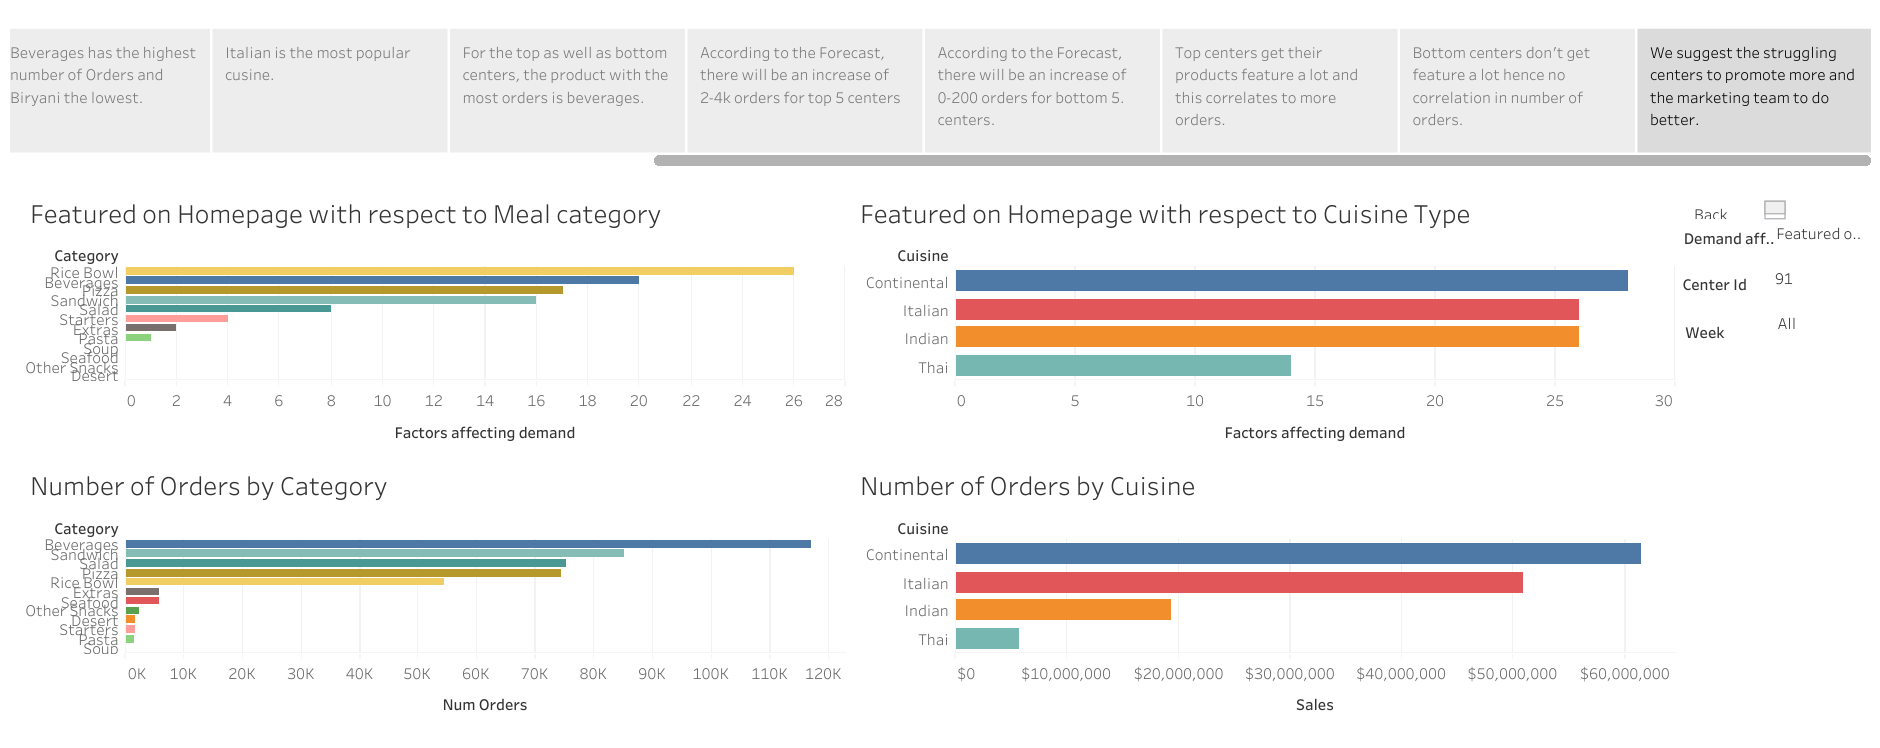 Beverages has the highest
number of Orders and
Biryani the lowest.
Italian is the most popular
cusine.
For the top as well as bottom
centers, the product with the
most orders is beverages.
According to the Forecast,
there will be an increase of
2-4k orders for top 5 centers
According to the Forecast,
there will be an increase of
0-200 orders for bottom 5.
centers.
Top centers get their
products feature a lot and
this correlates to more
orders.
Bottom centers don't get
feature a lot hence no
correlation in number of
orders.
We suggest the struggling
centers to promote more and
the marketing team to do
better.
Featured on Homepage with respect to Meal category
Category
Rice Bowl
Beverages
Pizza
Sandwich
Salad
Starters
Extras
Pasta
Soup
Seafood
Other Snacks
Desert
0 2 4 6 8 10 12 14 16 18 20 22 24 26 28
Factors affecting demand
Featured on Homepage with respect to Cuisine Type
Cuisine
Continental
Italian
Indian
Thai
0 5 10 15 20 25 30
Factors affecting demand
Back
Demand aff.. Featured o..
Center Id 91
Week All
Number of Orders by Category
Category
Beverages
Sandwich
Salad
Pizza
Rice Bowl
Extras
Seafood
Other Snacks
Desert
Starters
Pasta
Soup
0K 10K 20K 30K 40K 50K 60K 70K 80K 90K 100K 110K 120K
Num Orders
Number of Orders by Cuisine
Cuisine
Continental
Italian
Indian
Thai
$0 $10,000,000 $20,000,000 $30,000,000 $40,000,000 $50,000,000 $60,000,000
Sales